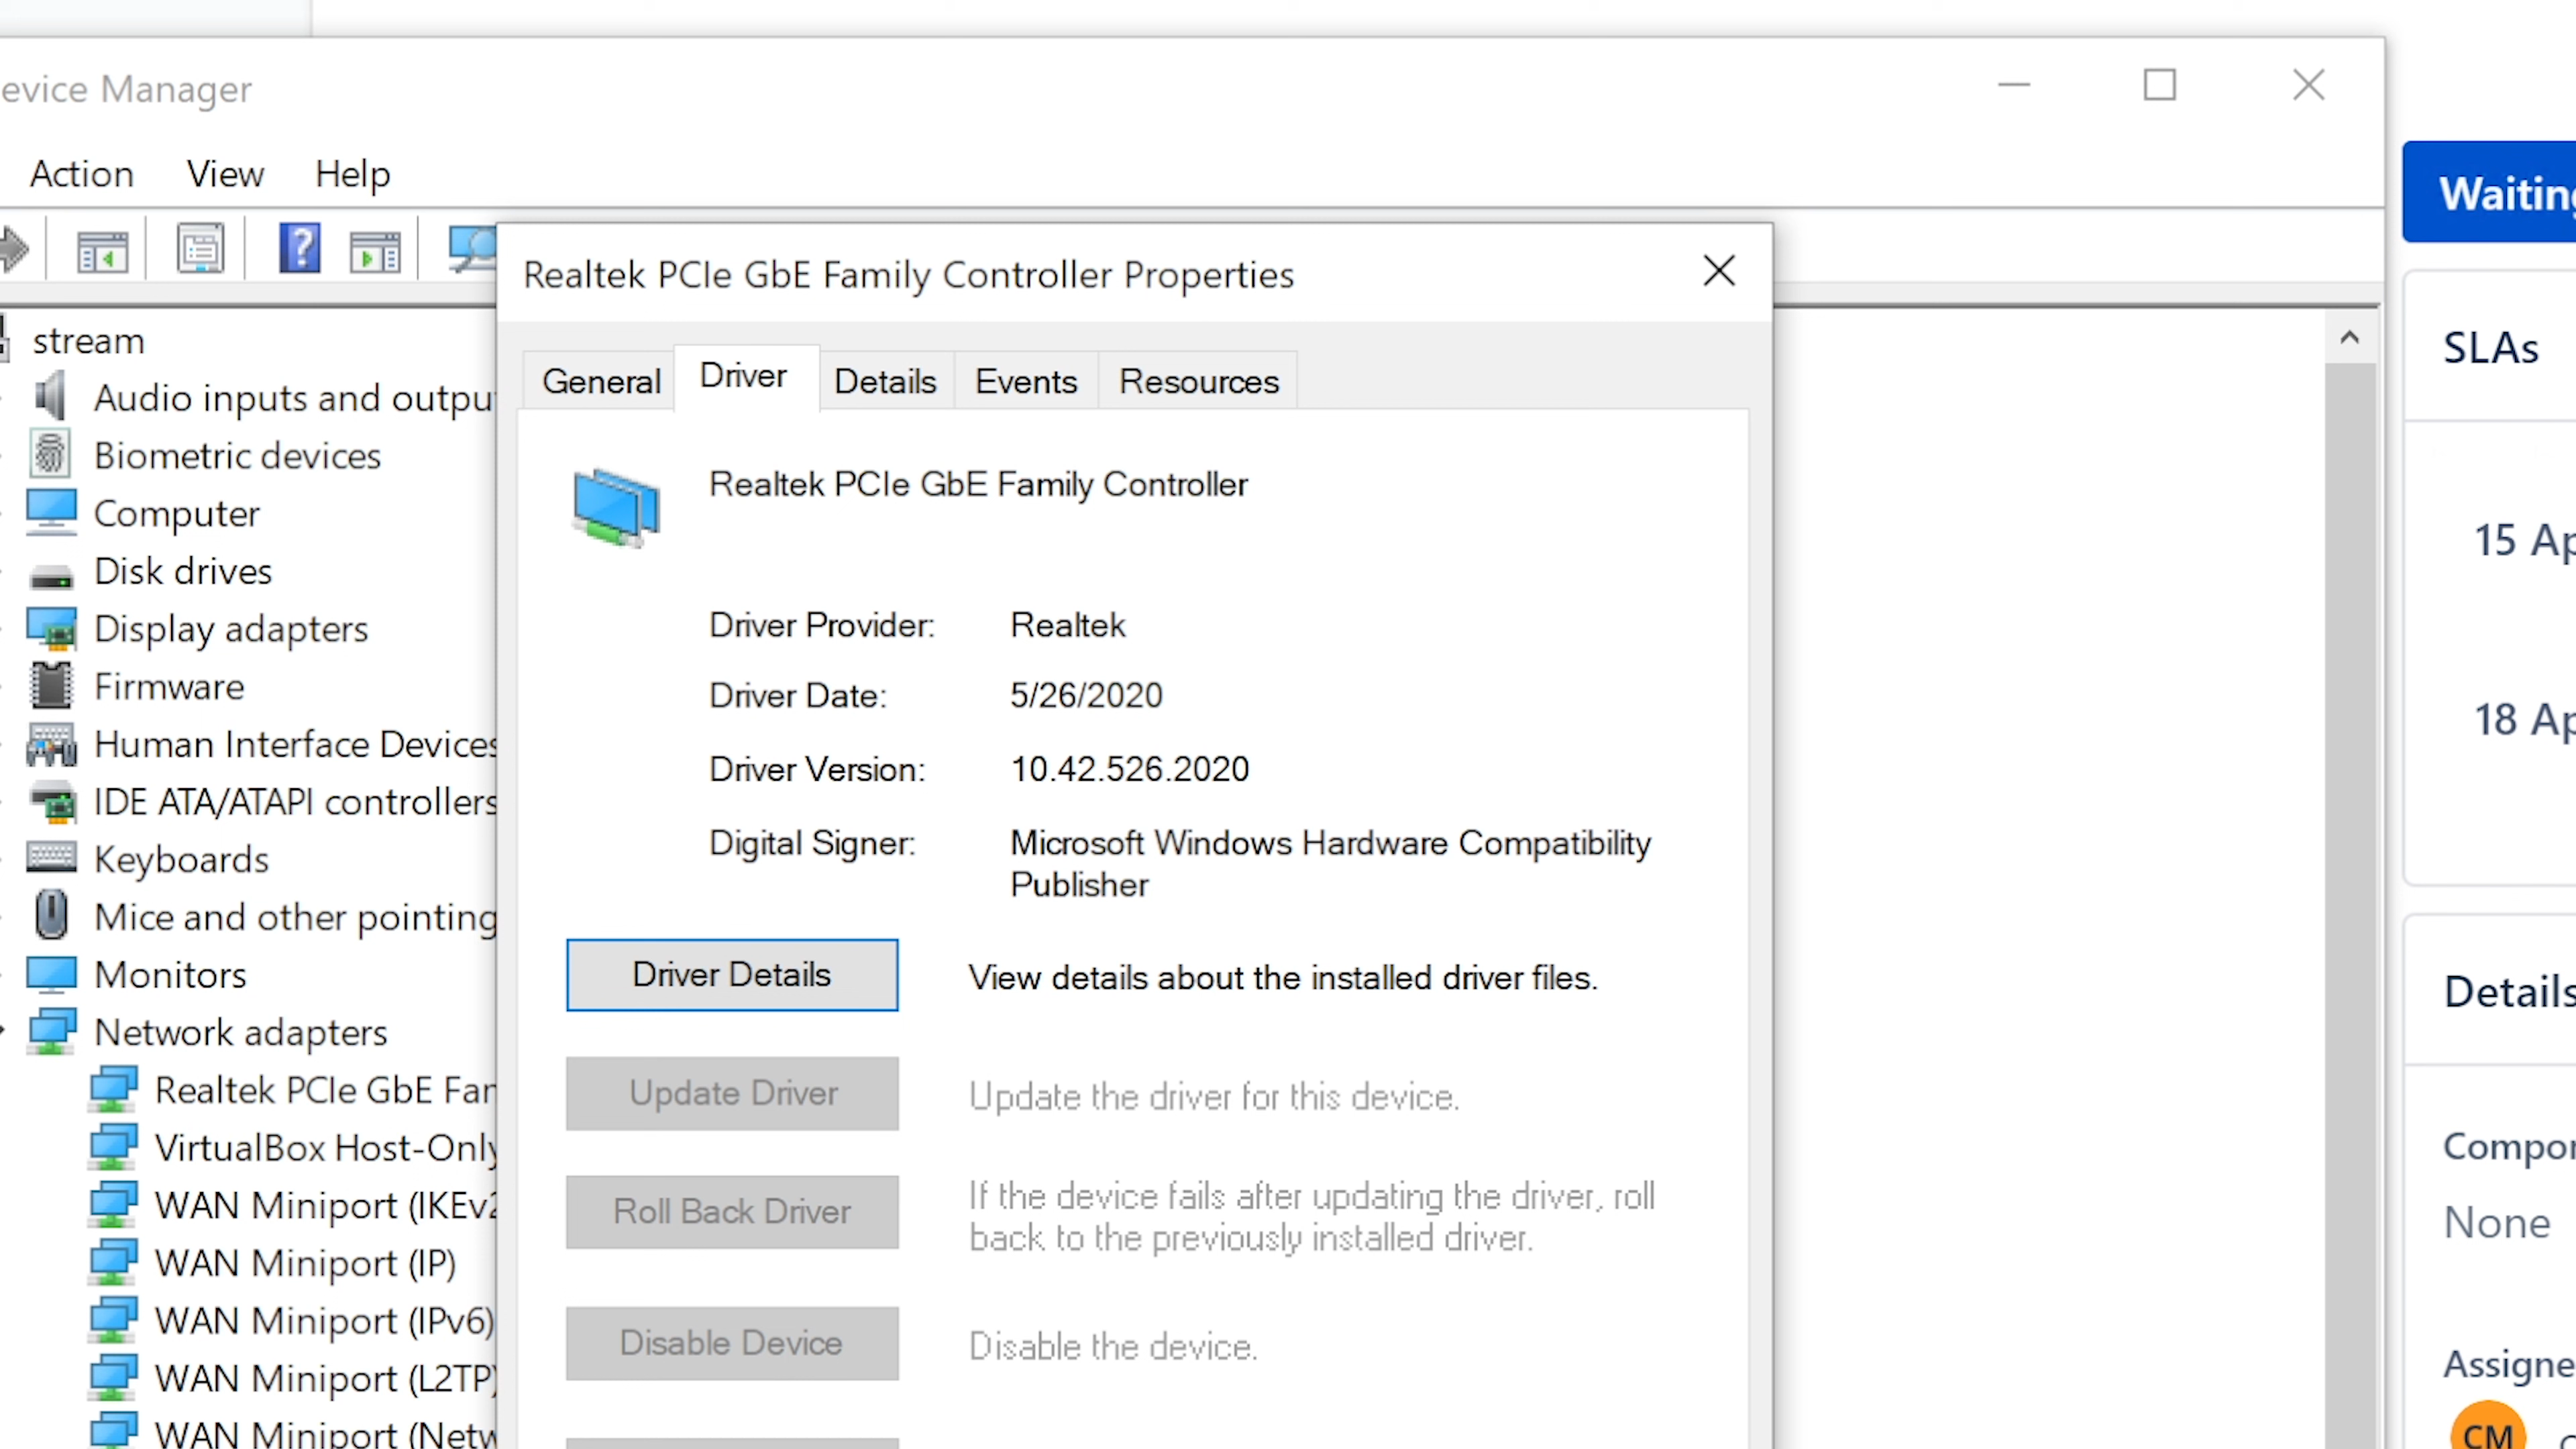 evice Manager
Action View Help
stream
Audio inputs and outpu
Biometric devices
Computer
Disk drives
Display adapters
Firmware
Human Interface Devices
IDE ATA/ATAPI controllers
Keyboards
Mice and other pointing
Monitors
Network adapters
Realtek PCIe GbE Fam
VirtualBox Host-Only
WAN Miniport (IKEv2
WAN Miniport (IP)
WAN Miniport (IPv6)
WAN Miniport (L2TP)
WAN Miniport (Netw
Realtek PCIe GbE Family Controller Properties
General Driver Details Events Resources
Realtek PCIe GbE Family Controller
Driver Provider: Realtek
Driver Date: 5/26/2020
Driver Version: 10.42.526.2020
Digital Signer: Microsoft Windows Hardware Compatibility
Publisher
Driver Details View details about the installed driver files.
Update Driver Update the driver for this device.
Roll Back Driver If the device fails after updating the driver, roll
back to the previously installed driver.
Disable Device Disable the device.
Waiting
SLAs
15 Ap
18 Ap
Details
Compon
None
Assigne
CM